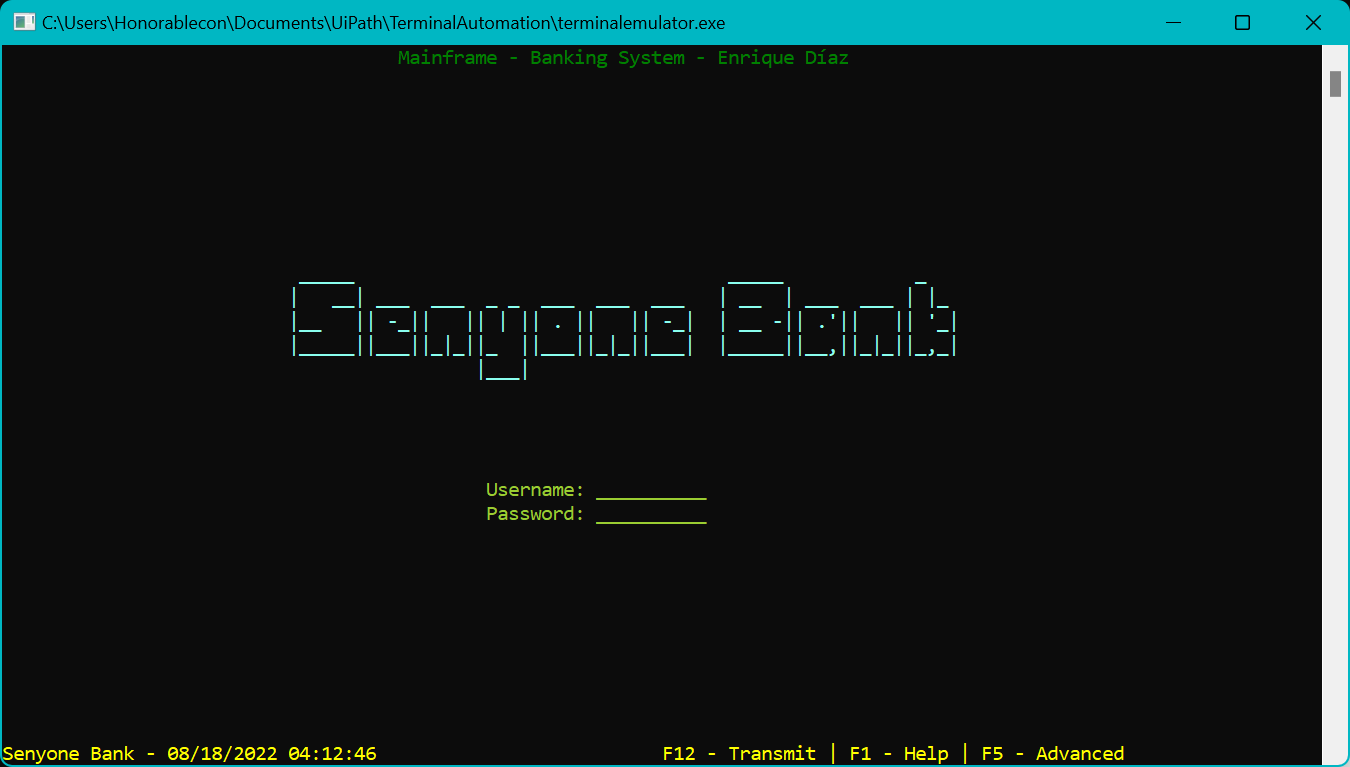 C:\Users\Honorablecon\Documents\UiPath\TerminalAutomation\terminalemulator.exe
Mainframe - Banking System - Enrique Díaz
Senyone Bank
Username: __________
Password: __________
Senyone Bank - 08/18/2022 04:12:46 F12 - Transmit | F1 - Help | F5 - Advanced